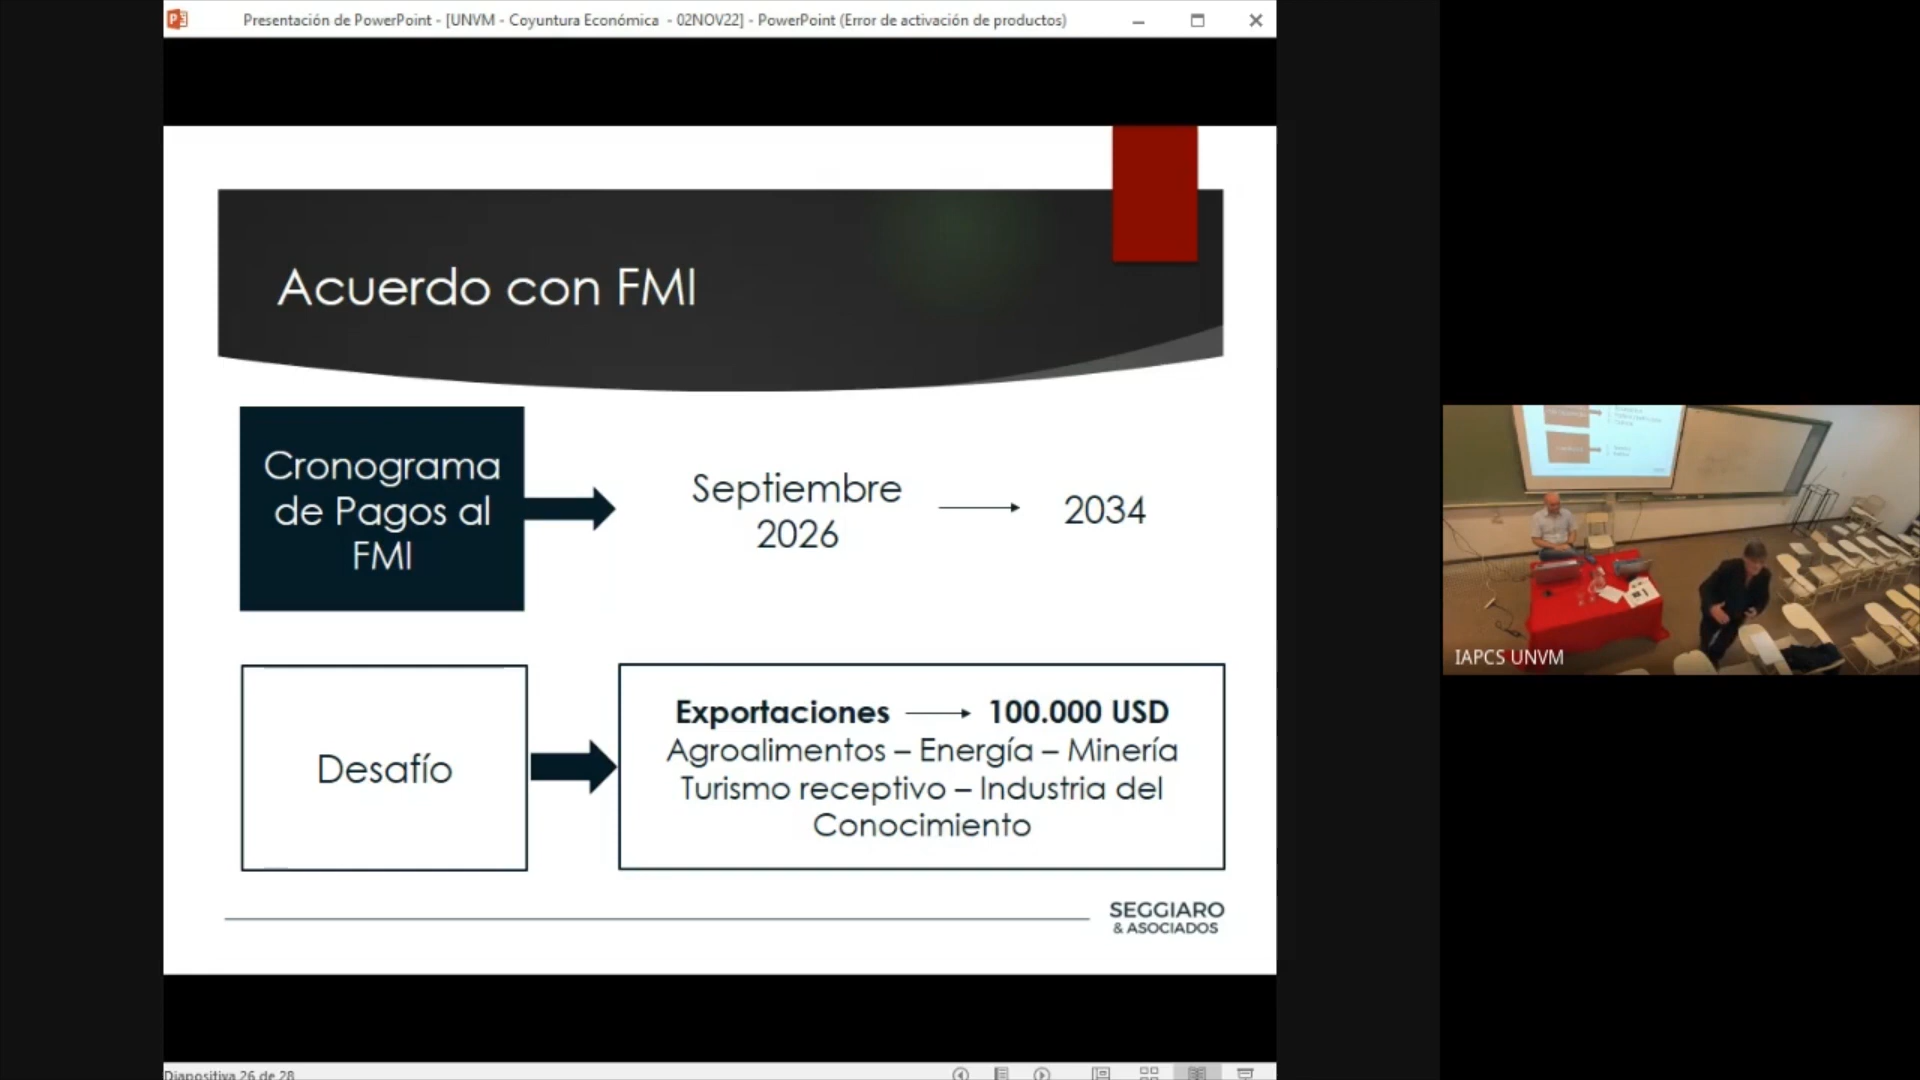 Presentación de PowerPoint - [UNVM - Coyuntura Económica - 02NOV22] - PowerPoint (Error de activación de productos)
Acuerdo con FMI
Cronograma
de Pagos al
FMI
Septiembre
2026
2034
Desafío
Exportaciones 100.000 USD
Agroalimentos – Energía – Minería
Turismo receptivo – Industria del
Conocimiento
SEGGIARO
& ASOCIADOS
IAPCS UNVM
Diapositiva 26 de 28